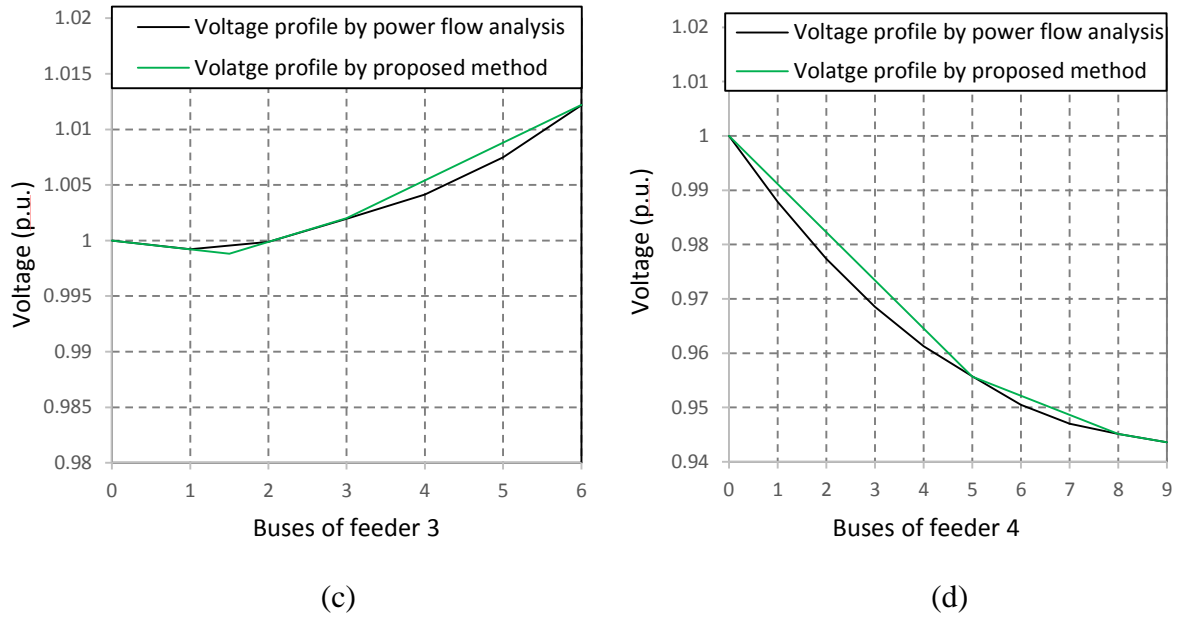 1.02
Voltage profile by power flow analysis
Volatge profile by proposed method
1.015
1.01
1.005
1
0.995
0.99
0.985
0.98
Voltage (p.u.)
0 1 2 3 4 5 6
Buses of feeder 3
(c)
1.02
Voltage profile by power flow analysis
Volatge profile by proposed method
1.01
1
0.99
0.98
0.97
0.96
0.95
0.94
Voltage (p.u.)
0 1 2 3 4 5 6 7 8 9
Buses of feeder 4
(d)